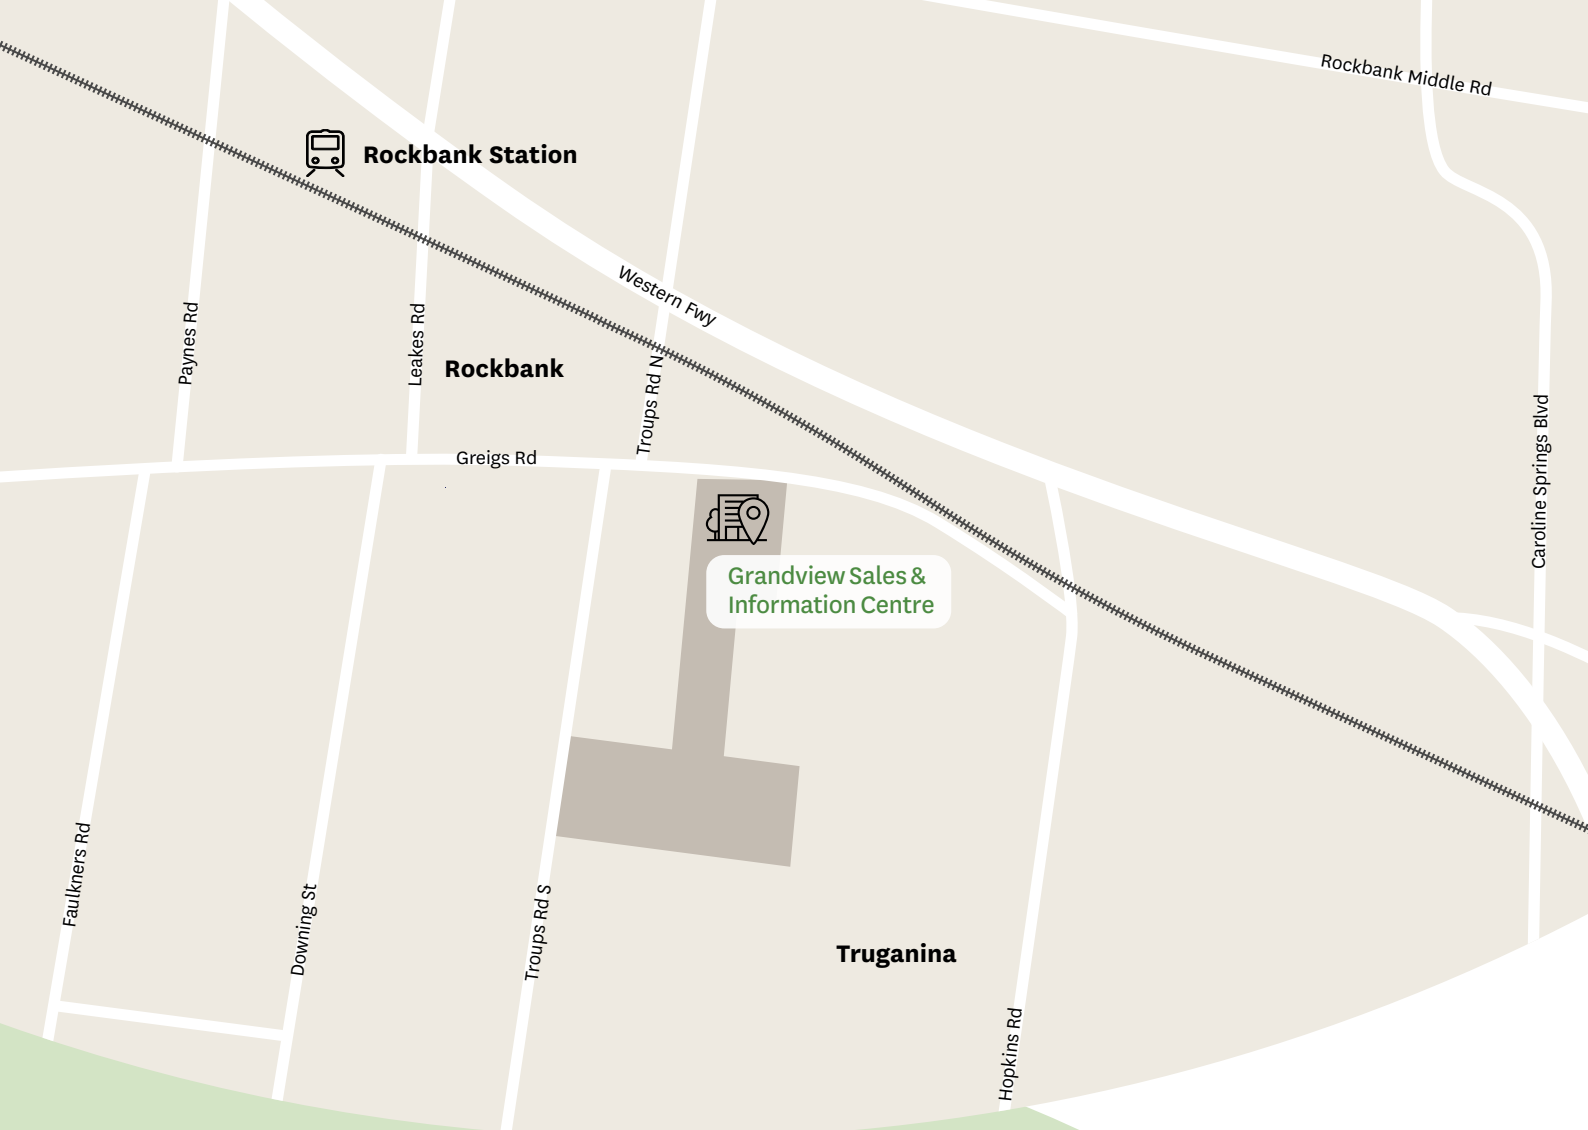 Rockbank Middle Rd
Rockbank Station
Western Fwy
Paynes Rd
Leakes Rd
Rockbank
Troups Rd N
Greigs Rd
Caroline Springs Blvd
Grandview Sales &
Information Centre
Faulkners Rd
Downing St
Troups Rd S
Truganina
Hopkins Rd